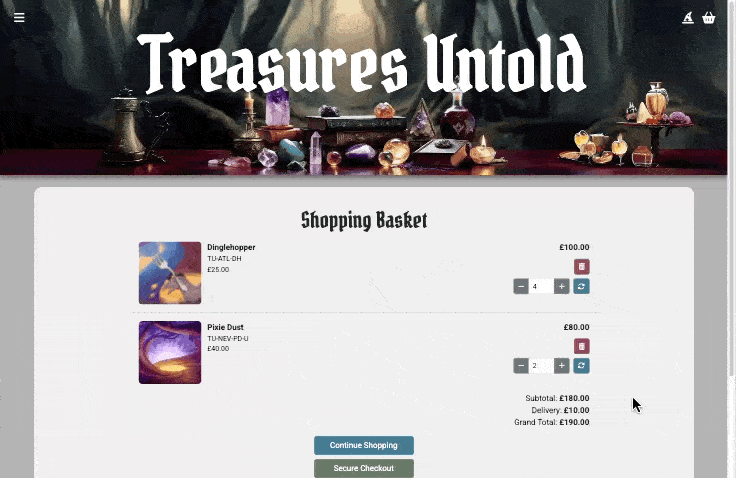 Treasures Untold
Shopping Basket
Dinglehopper
£100.00
TU-ATL-DH
£25.00
4
Pixie Dust
£80.00
TU-NEV-PD-U
£40.00
2
Subtotal: £180.00
Delivery: £10.00
Grand Total: £190.00
Continue Shopping
Secure Checkout